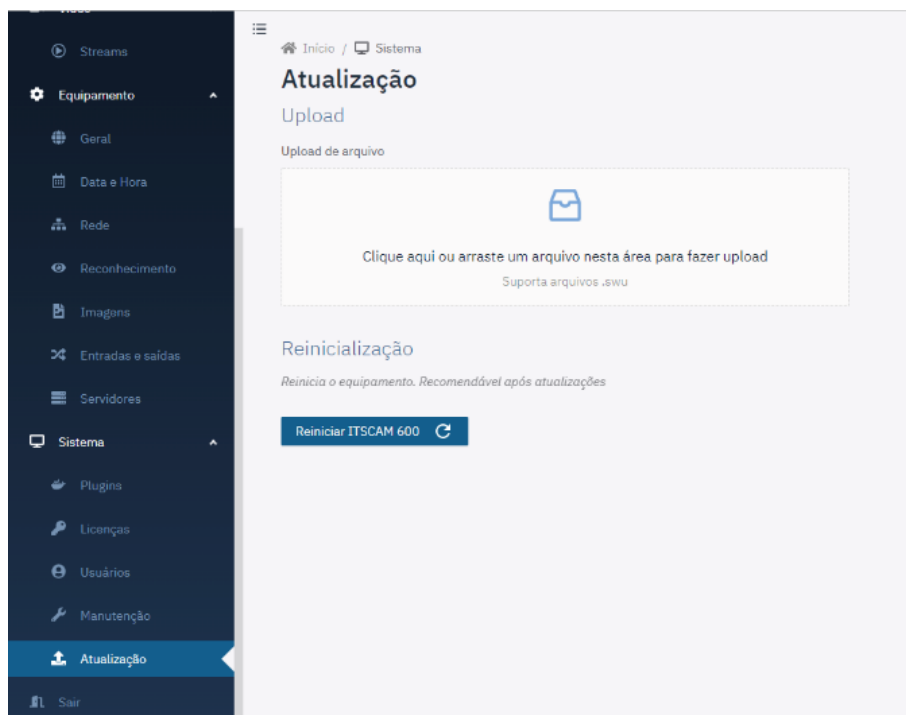 Streams
Equipamento
Geral
Data e Hora
Rede
Reconhecimento
Imagens
Entradas e saídas
Servidores
Sistema
Plugins
Licenças
Usuários
Manutenção
Atualização
Sair
Início / Sistema
Atualização
Upload
Upload de arquivo
Clique aqui ou arraste um arquivo nesta área para fazer upload
Suporta arquivos .swu
Reinicialização
Reinicia o equipamento. Recomendável após atualizações
Reiniciar ITSCAM 600